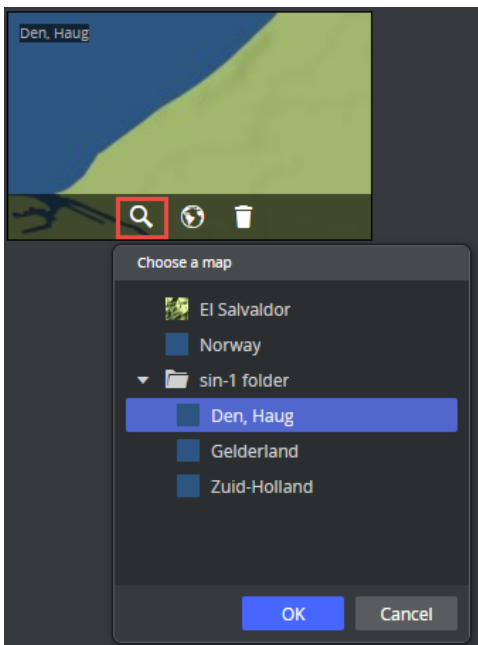 Den, Haug
Choose a map
El Salvaldor
Norway
sin-1 folder
Den, Haug
Gelderland
Zuid-Holland
OK Cancel